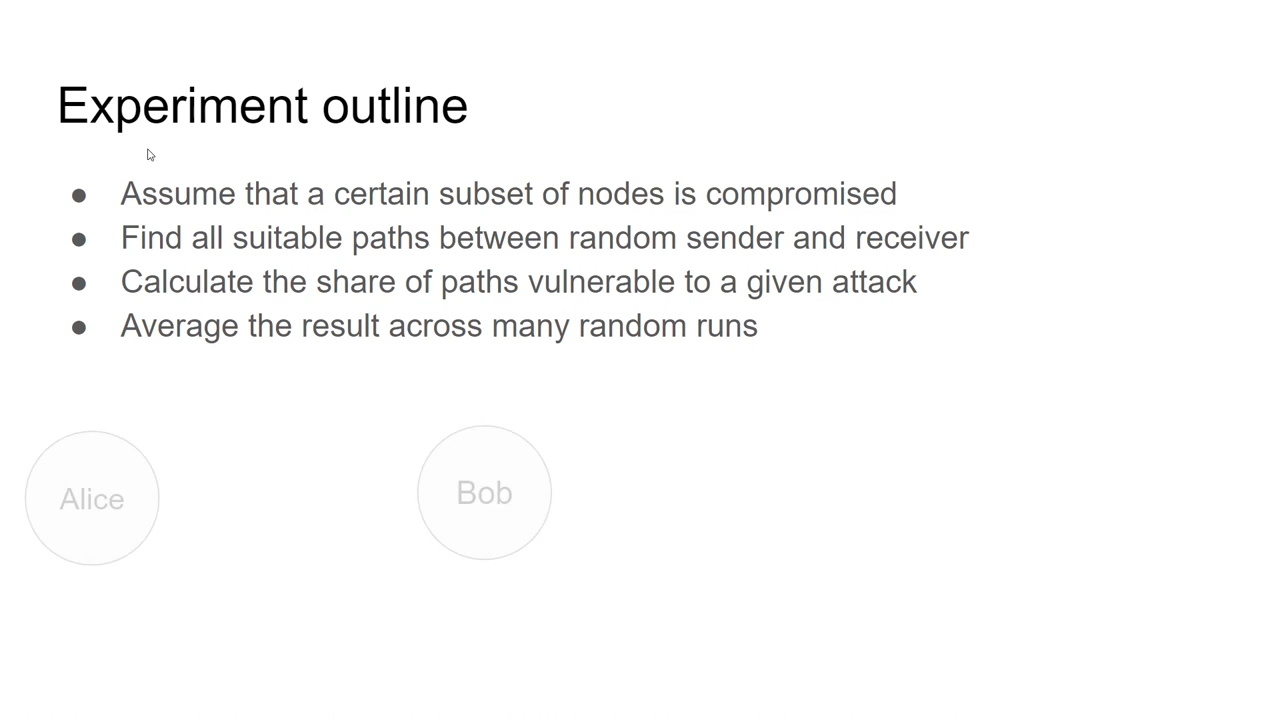 Experiment outline
● Assume that a certain subset of nodes is compromised
● Find all suitable paths between random sender and receiver
● Calculate the share of paths vulnerable to a given attack
● Average the result across many random runs
Alice
Bob